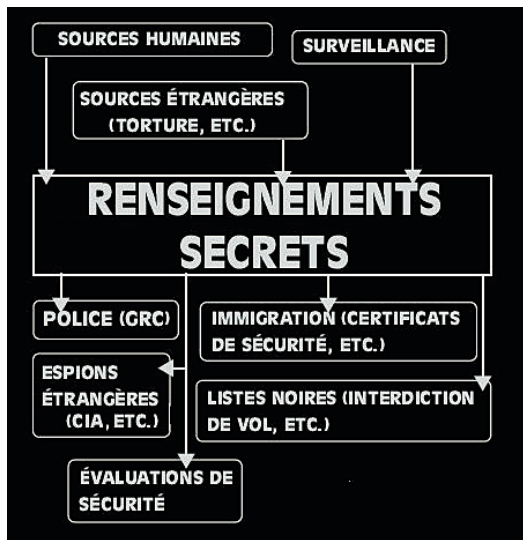 SOURCES HUMAINES
SURVEILLANCE
SOURCES ÉTRANGÈRES
(TORTURE, ETC.)
RENSEIGNEMENTS
SECRETS
POLICE (GRC)
IMMIGRATION (CERTIFICATS
DE SÉCURITÉ, ETC.)
ESPIONS
ÉTRANGÈRES
(CIA, ETC.)
LISTES NOIRES (INTERDICTION
DE VOL, ETC.)
ÉVALUATIONS DE
SÉCURITÉ